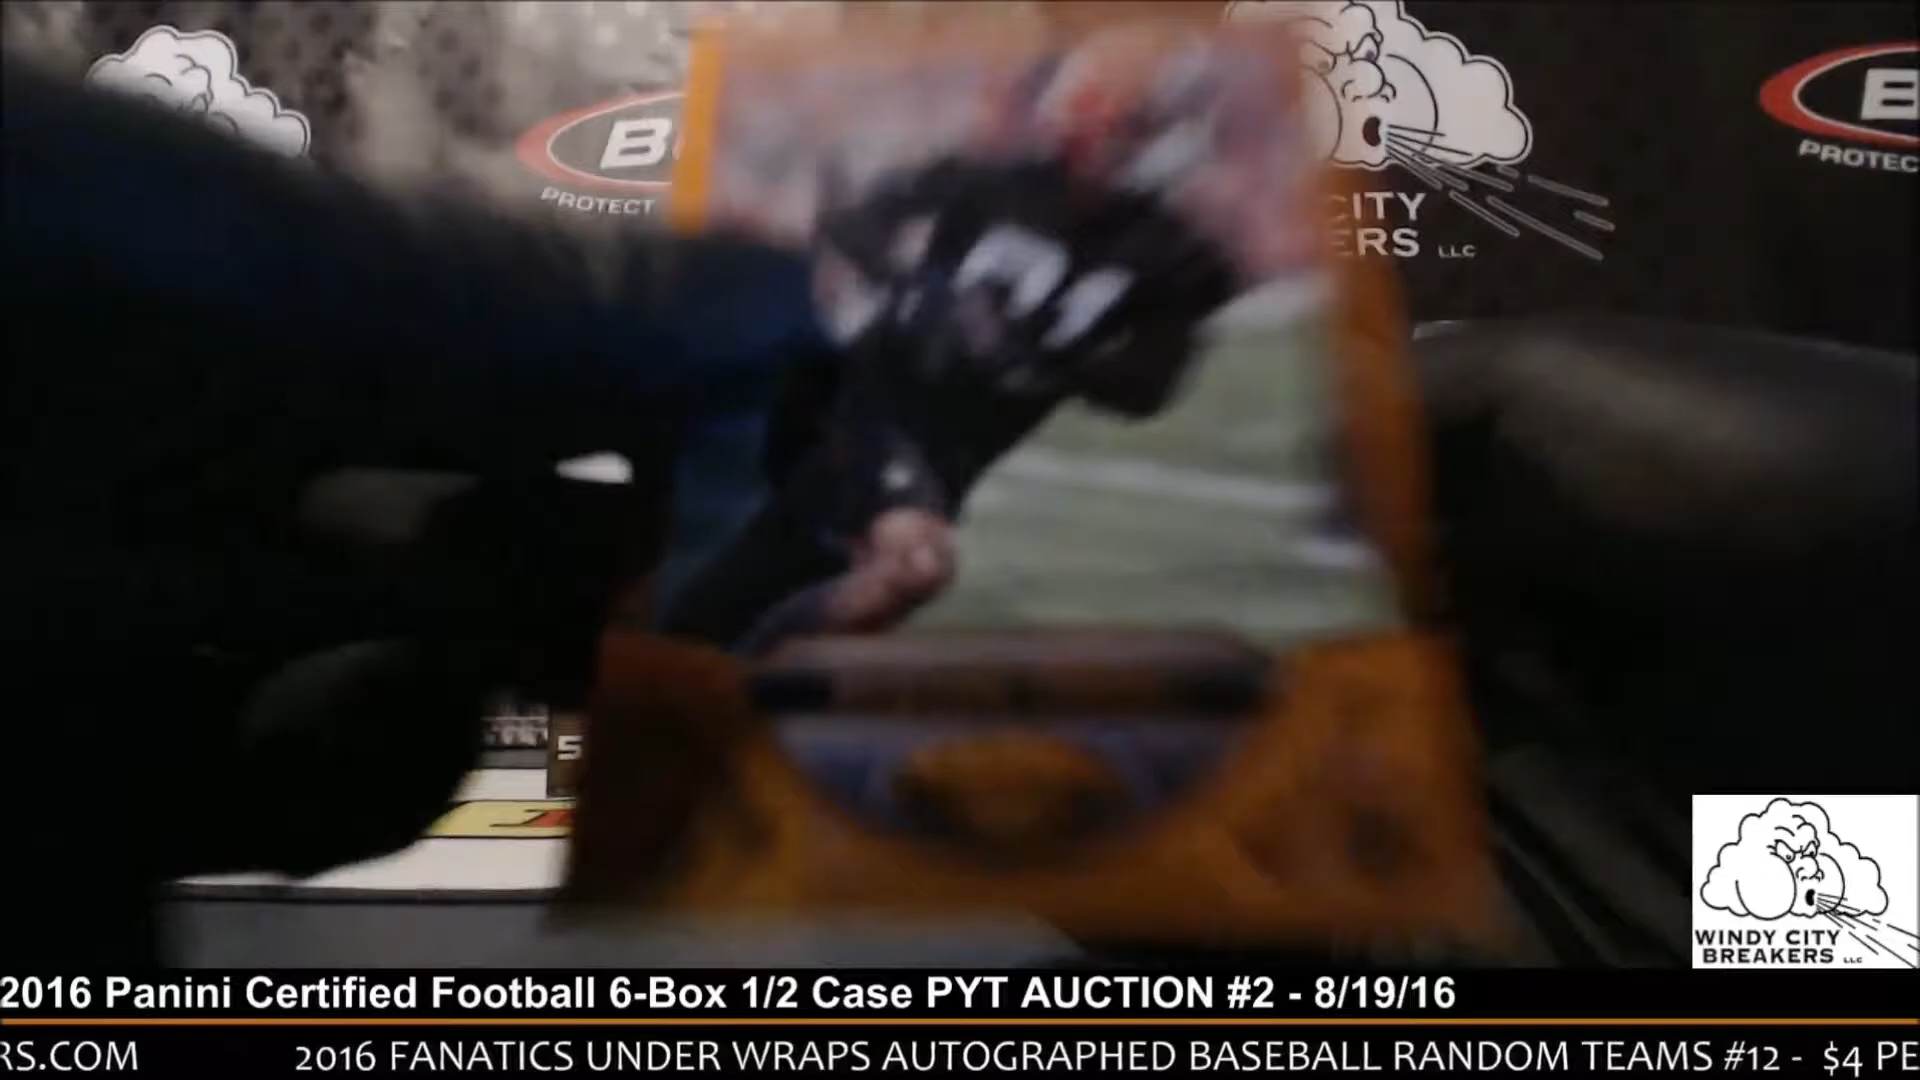 B
PROTECT
CITY
ERS LLC
B
PROTEC
S
WINDY CITY
BREAKERS LLC
2016 Panini Certified Football 6-Box 1/2 Case PYT AUCTION #2 - 8/19/16
RS.COM 2016 FANATICS UNDER WRAPS AUTOGRAPHED BASEBALL RANDOM TEAMS #12 - $4 PE